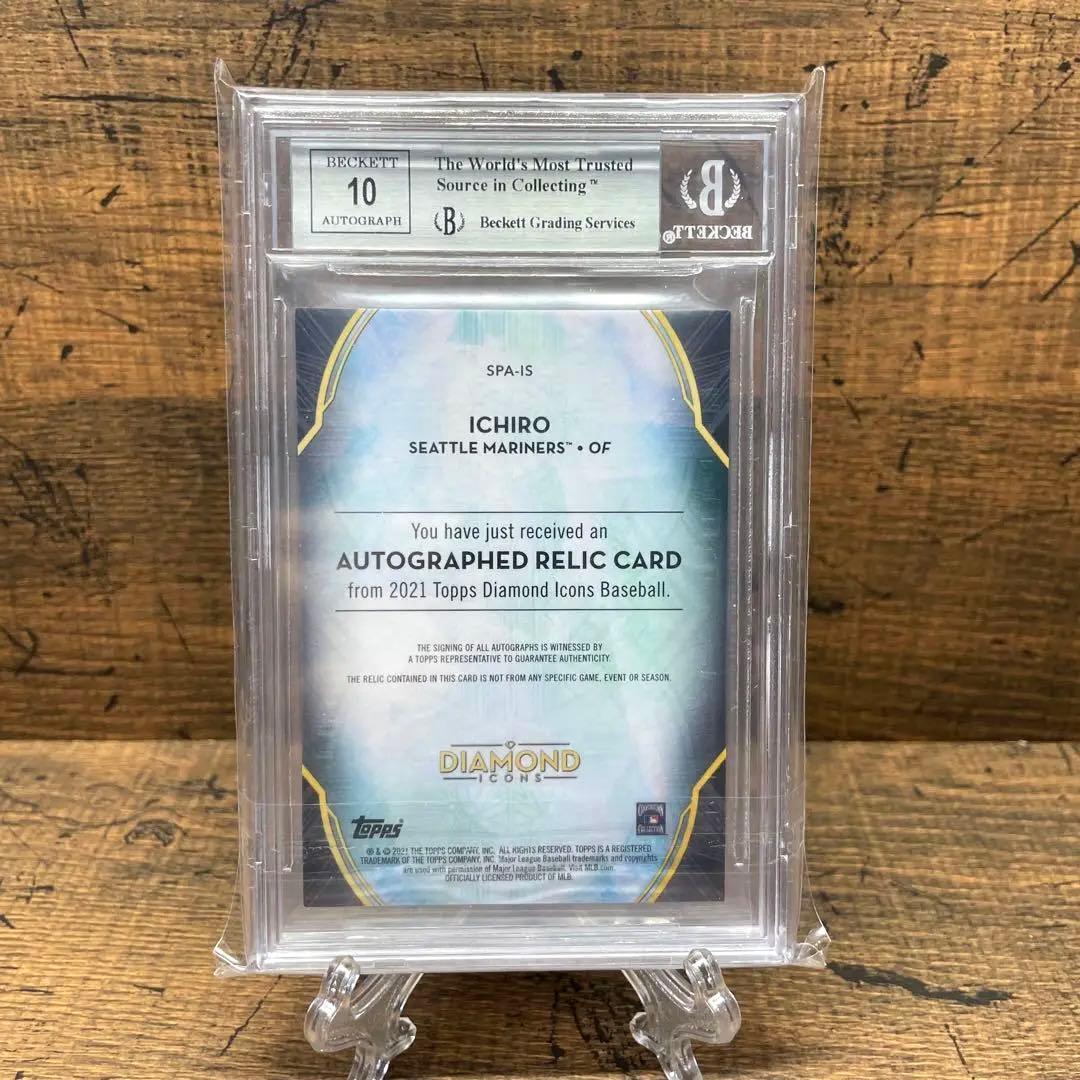 BECKETT
10
AUTOGRAPH
The World's Most Trusted
Source in Collecting™
B Beckett Grading Services
B
BECKETT®
SPA-IS
ICHIRO
SEATTLE MARINERS™ • OF
You have just received an
AUTOGRAPHED RELIC CARD
from 2021 Topps Diamond Icons Baseball.
THE SIGNING OF ALL AUTOGRAPHS IS WITNESSED BY
A TOPPS REPRESENTATIVE TO GUARANTEE AUTHENTICITY.
THE RELIC CONTAINED IN THIS CARD IS NOT FROM ANY SPECIFIC GAME, EVENT OR SEASON.
DIAMOND
ICONS
Topps
COOPERSTOWN
COLLECTION
® & © 2021 THE TOPPS COMPANY, INC. ALL RIGHTS RESERVED. TOPPS IS A REGISTERED
TRADEMARK OF THE TOPPS COMPANY, INC. Major League Baseball trademarks and copyrights
are used with permission of Major League Baseball. Visit MLB.com.
OFFICIALLY LICENSED PRODUCT OF MLB.